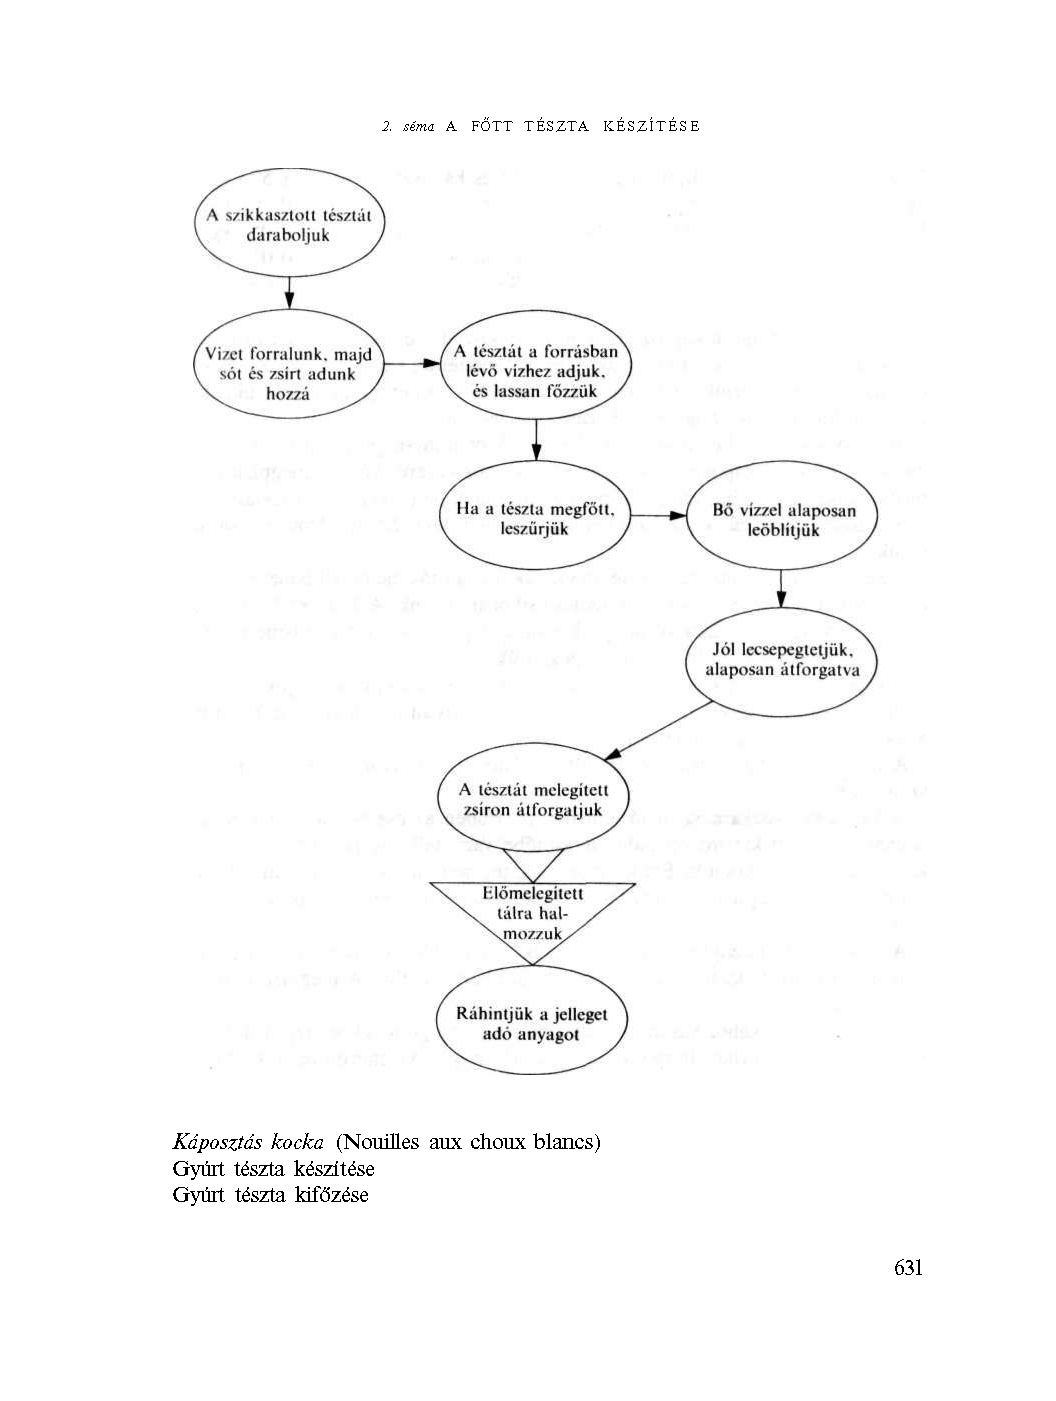 2. séma A FŐTT TÉSZTA KÉSZÍTÉSE
A szikkasztott tésztát
daraboljuk
Vizet forralunk, majd
sót és zsírt adunk
hozzá
A tésztát a forrásban
lévő vízhez adjuk,
és lassan főzzük
Ha a tészta megfőtt,
leszűrjük
Bő vízzel alaposan
leöblítjük
Jól lecsepegtetjük,
alaposan átforgatva
A tésztát melegített
zsíron átforgatjuk
Előmelegített
tálra hal-
mozzuk
Ráhintjük a jelleget
adó anyagot
Káposztás kocka (Nouilles aux choux blancs)
Gyúrt tészta készítése
Gyúrt tészta kifőzése
631